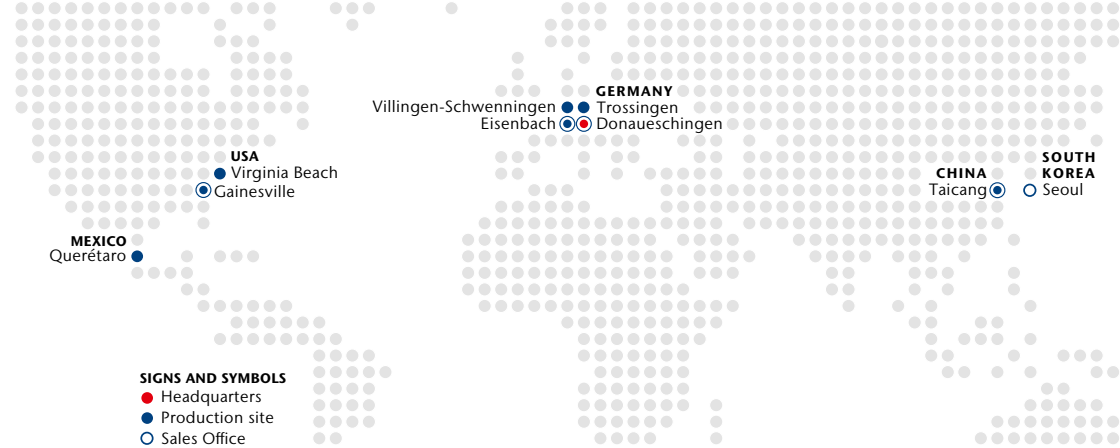 GERMANY
Villingen-Schwenningen Trossingen
Eisenbach Donaueschingen
USA
Virginia Beach
Gainesville
MEXICO
Querétaro
CHINA
Taicang
SOUTH
KOREA
Seoul
SIGNS AND SYMBOLS
Headquarters
Production site
Sales Office